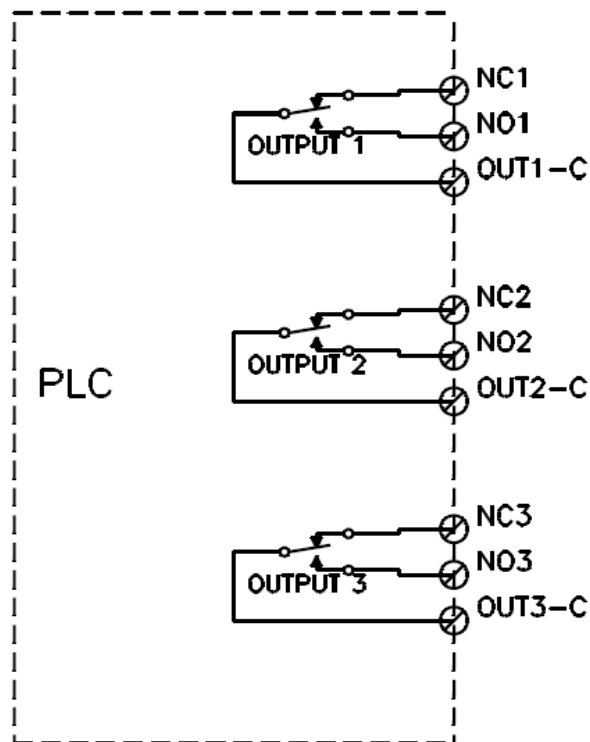 NC1
NO1
OUTPUT 1
OUT1-C
NC2
NO2
OUTPUT 2
PLC
OUT2-C
NC3
NO3
OUTPUT 3
OUT3-C